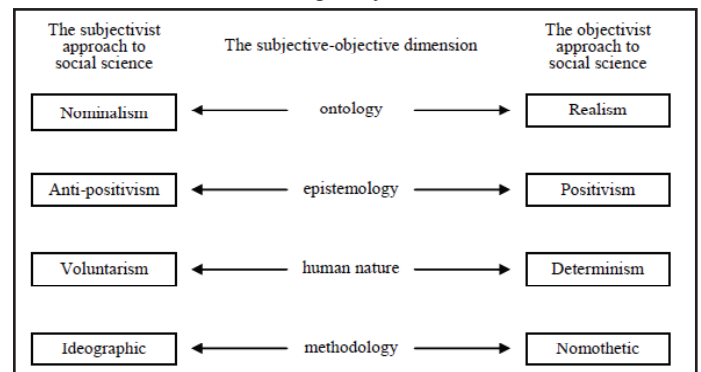 The subjectivist
approach to
social science
The subjective-objective dimension
The objectivist
approach to
social science
Nominalism
ontology
Realism
Anti-positivism
epistemology
Positivism
Voluntarism
human nature
Determinism
Ideographic
methodology
Nomothetic